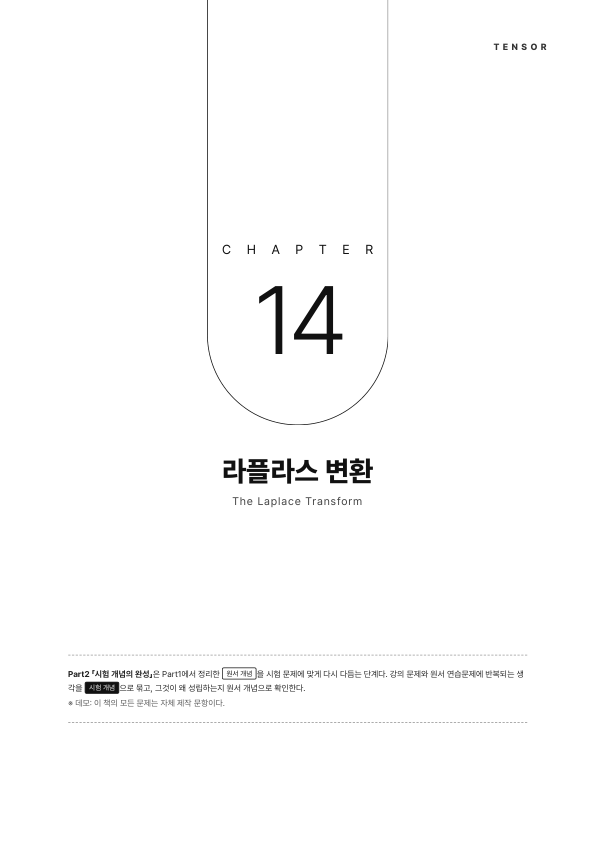 TENSOR
CHAPTER
14
라플라스 변환
The Laplace Transform
Part2 『시험 개념의 완성』은 Part1에서 정리한 원서 개념 을 시험 문제에 맞게 다시 다듬는 단계다. 강의 문제와 원서 연습문제에 반복되는 생
각을 시험 개념 으로 묶고, 그것이 왜 성립하는지 원서 개념으로 확인한다.
※ 데모: 이 책의 모든 문제는 자체 제작 문항이다.